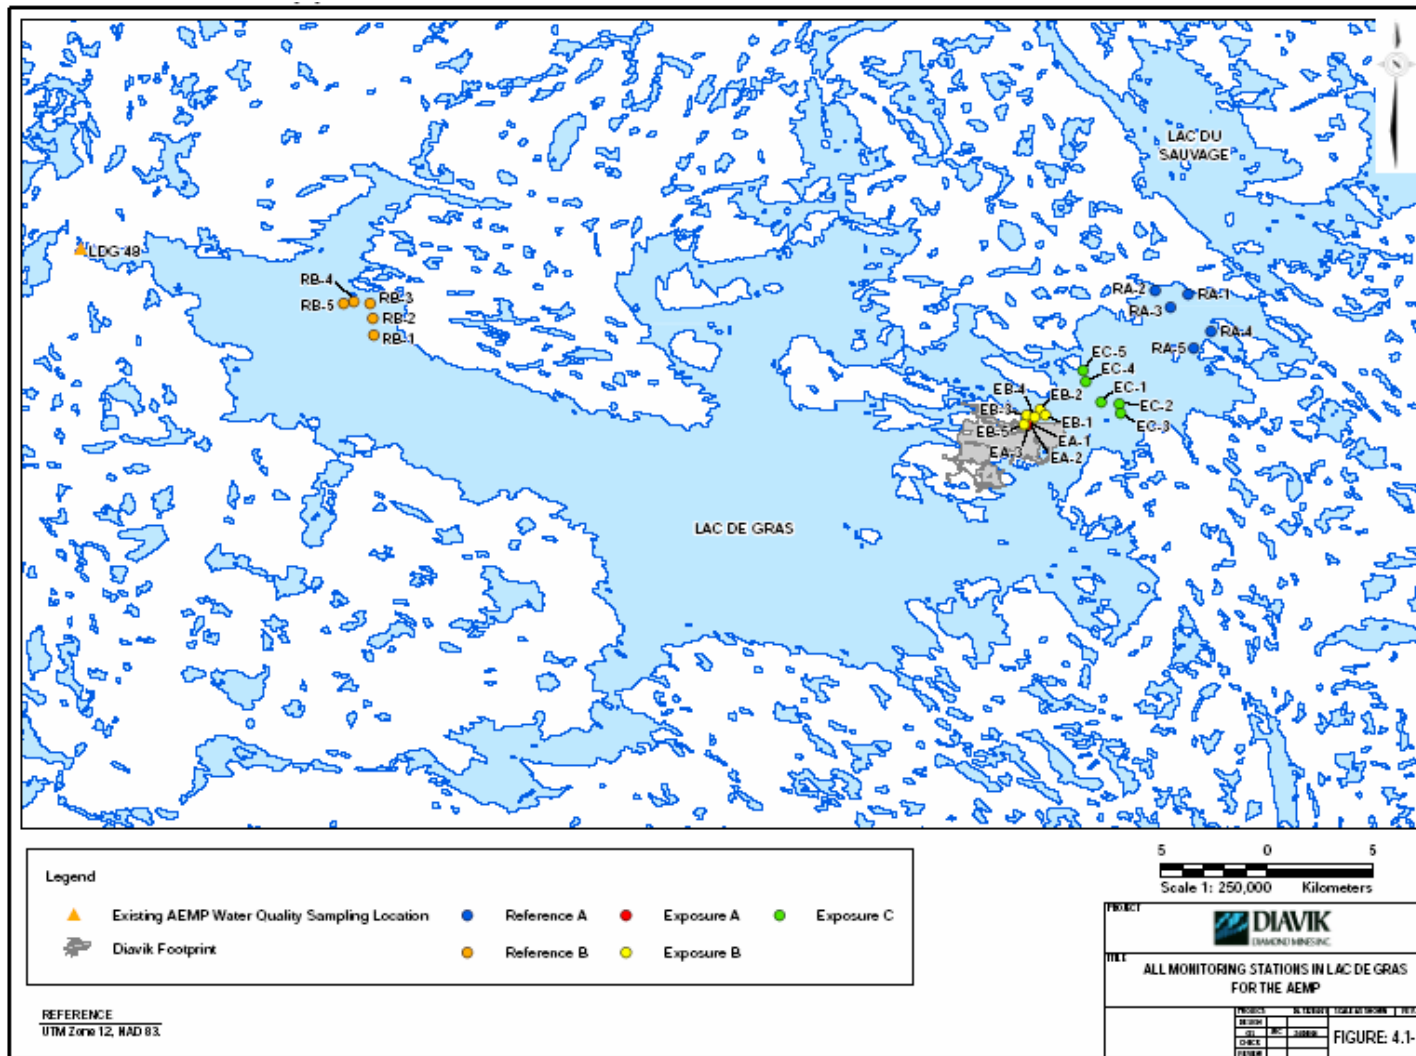 LAC DU
SAUVAGE
LDG 48
RB-4
RB-5
RB-3
RB-2
RB-1
RA-2
RA-1
RA-3
RA-4
RA-5
EC-5
EC-4
EC-1
EC-2
EC-3
EB-4
EB-2
EB-3
EB-1
EB-5
EA-1
EA-3
EA-2
LAC DE GRAS
Legend
Existing AEMP Water Quality Sampling Location
Reference A
Exposure A
Exposure C
Diavik Footprint
Reference B
Exposure B
5 0 5
Scale 1: 250,000 Kilometers
PROJECT
DIAVIK
DIAMOND MINES INC.
TITLE
ALL MONITORING STATIONS IN LAC DE GRAS
FOR THE AEMP
REFERENCE
UTM Zone 12, NAD 83.
FIGURE: 4.1-